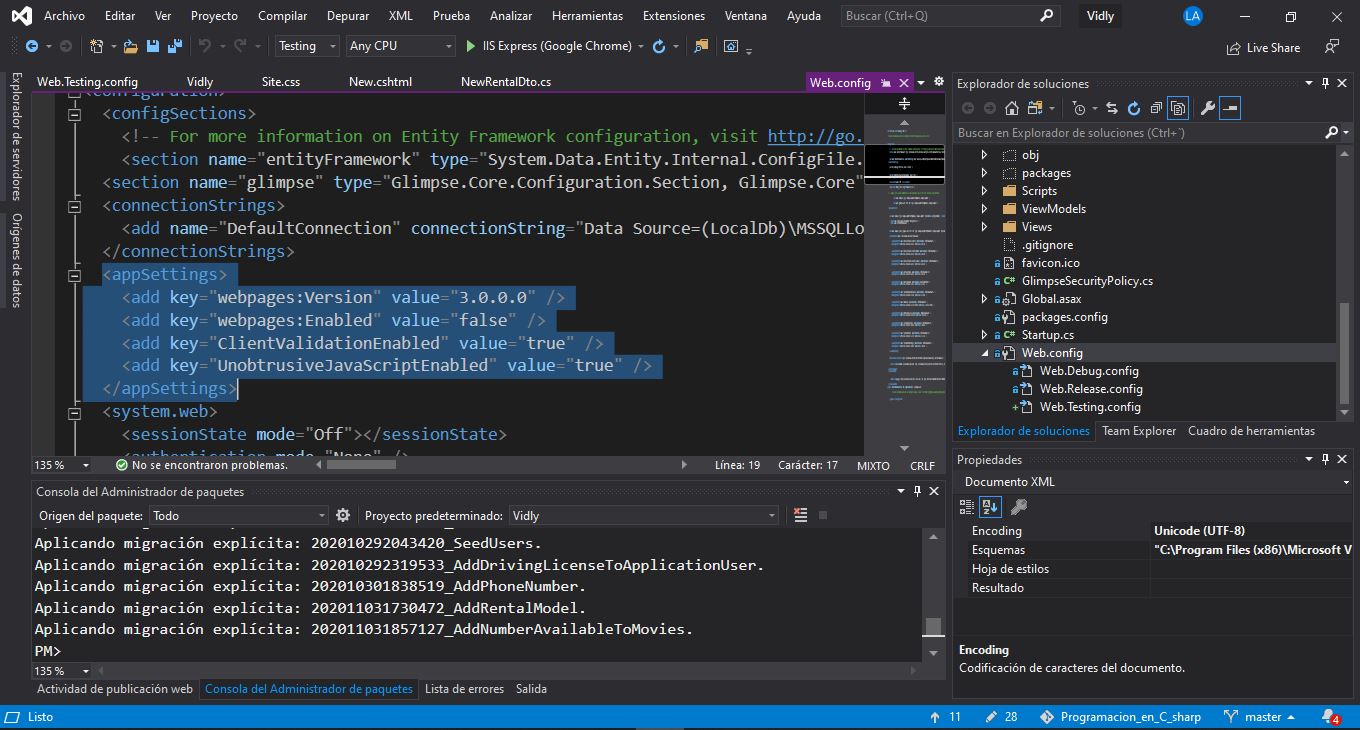 Archivo Editar Ver Proyecto Compilar Depurar XML Prueba Analizar Herramientas Extensiones Ventana Ayuda Buscar (Ctrl+Q) Vidly LA
Testing Any CPU IIS Express (Google Chrome) Live Share
Explorador de servidores
Orígenes de datos
Web.Testing.config Vidly Site.css New.cshtml NewRentalDto.cs Web.config
<configuration>
<configSections>
<!-- For more information on Entity Framework configuration, visit http://go.
<section name="entityFramework" type="System.Data.Entity.Internal.ConfigFile.
<section name="glimpse" type="Glimpse.Core.Configuration.Section, Glimpse.Core"
<connectionStrings>
<add name="DefaultConnection" connectionString="Data Source=(LocalDb)\MSSQLLo
</connectionStrings>
<appSettings>
<add key="webpages:Version" value="3.0.0.0" />
<add key="webpages:Enabled" value="false" />
<add key="ClientValidationEnabled" value="true" />
<add key="UnobtrusiveJavaScriptEnabled" value="true" />
</appSettings>
<system.web>
<sessionState mode="Off"></sessionState>
<authentication mode="None" />
135 % No se encontraron problemas. Línea: 19 Carácter: 17 MIXTO CRLF
Consola del Administrador de paquetes
Origen del paquete: Todo Proyecto predeterminado: Vidly
Aplicando migración explícita: 202010292043420_SeedUsers.
Aplicando migración explícita: 202010292319533_AddDrivingLicenseToApplicationUser.
Aplicando migración explícita: 202010301838519_AddPhoneNumber.
Aplicando migración explícita: 202011031730472_AddRentalModel.
Aplicando migración explícita: 202011031857127_AddNumberAvailableToMovies.
PM>
135 %
Actividad de publicación web Consola del Administrador de paquetes Lista de errores Salida
Explorador de soluciones
Buscar en Explorador de soluciones (Ctrl+´)
obj
packages
Scripts
ViewModels
Views
.gitignore
favicon.ico
C# GlimpseSecurityPolicy.cs
Global.asax
packages.config
C# Startup.cs
Web.config
Web.Debug.config
Web.Release.config
Web.Testing.config
Explorador de soluciones Team Explorer Cuadro de herramientas
Propiedades
Documento XML
Encoding Unicode (UTF-8)
Esquemas "C:\Program Files (x86)\Microsoft V
Hoja de estilos
Resultado
Encoding
Codificación de caracteres del documento.
Listo 11 28 Programacion_en_C_sharp master 4